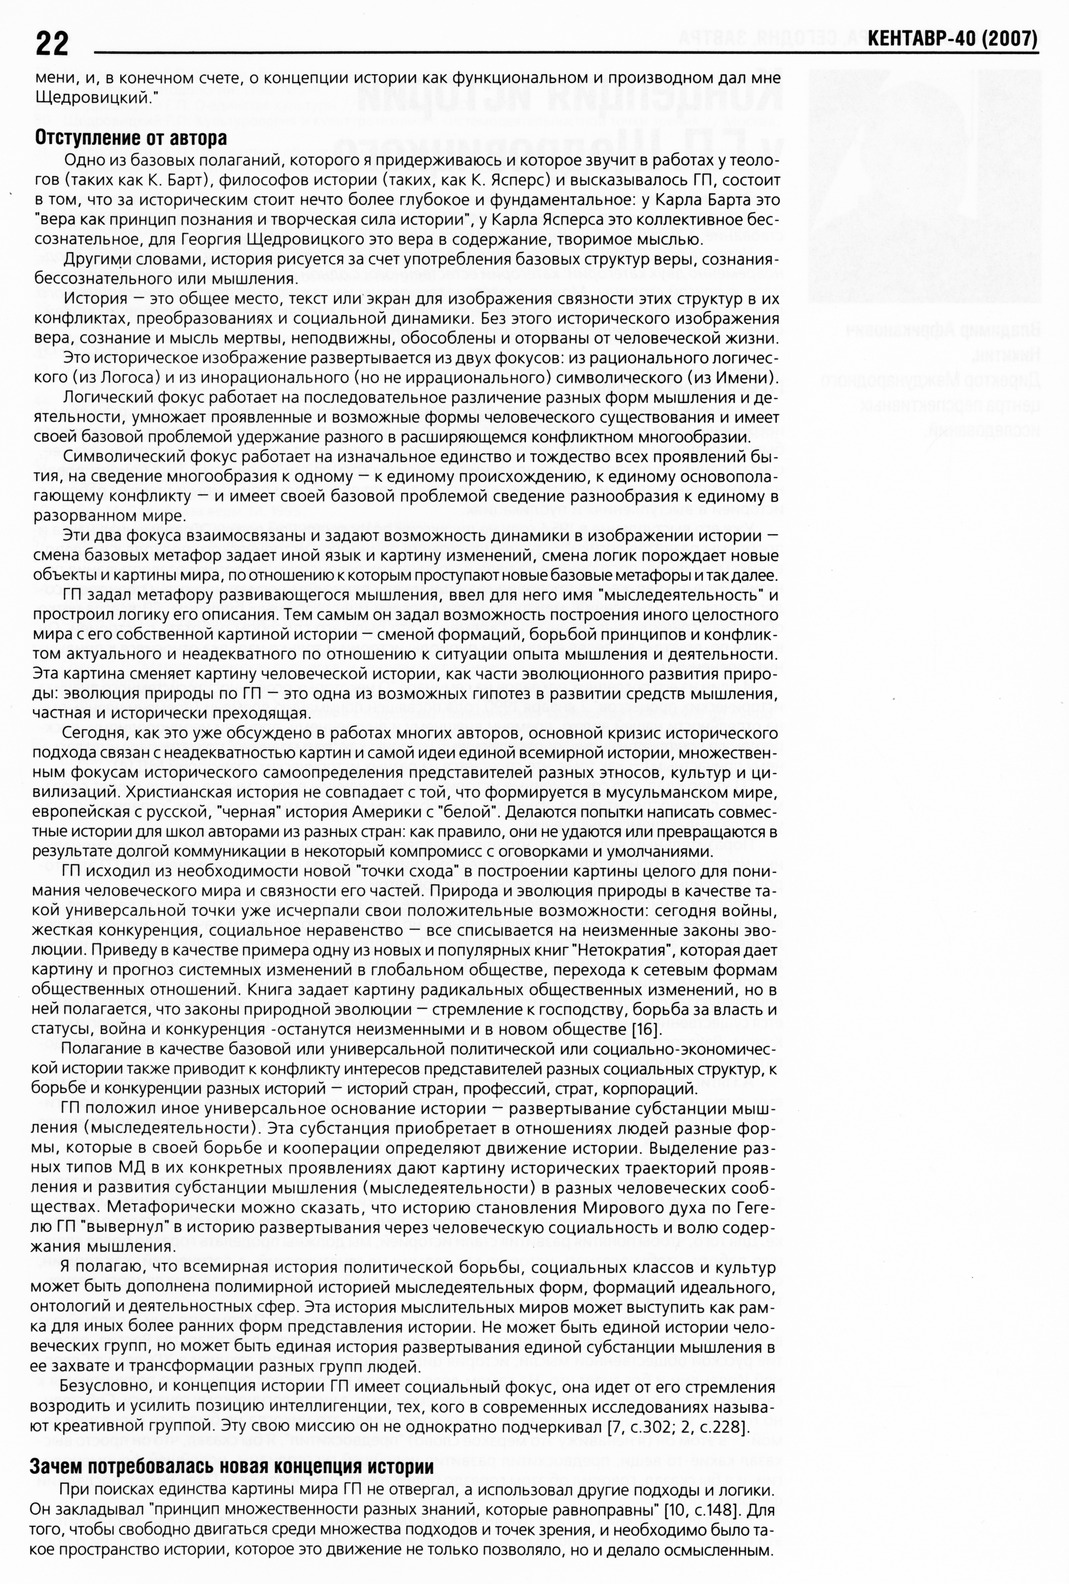 22
КЕНТАВР-40 (2007)
мени, и, в конечном счете, о концепции истории как функциональном и производном дал мне
Щедровицкий."
Отступление от автора
Одно из базовых полаганий, которого я придерживаюсь и которое звучит в работах у теоло-
гов (таких как К. Барт), философов истории (таких, как К. Ясперс) и высказывалось ГП, состоит
в том, что за историческим стоит нечто более глубокое и фундаментальное: у Карла Барта это
"вера как принцип познания и творческая сила истории", у Карла Ясперса это коллективное бес-
сознательное, для Георгия Щедровицкого это вера в содержание, творимое мыслью.
Другими словами, история рисуется за счет употребления базовых структур веры, сознания-
бессознательного или мышления.
История — это общее место, текст или экран для изображения связности этих структур в их
конфликтах, преобразованиях и социальной динамики. Без этого исторического изображения
вера, сознание и мысль мертвы, неподвижны, обособлены и оторваны от человеческой жизни.
Это историческое изображение развертывается из двух фокусов: из рационального логичес-
кого (из Логоса) и из инорационального (но не иррационального) символического (из Имени).
Логический фокус работает на последовательное различение разных форм мышления и де-
ятельности, умножает проявленные и возможные формы человеческого существования и имеет
своей базовой проблемой удержание разного в расширяющемся конфликтном многообразии.
Символический фокус работает на изначальное единство и тождество всех проявлений бы-
тия, на сведение многообразия к одному — к единому происхождению, к единому основопола-
гающему конфликту — и имеет своей базовой проблемой сведение разнообразия к единому в
разорванном мире.
Эти два фокуса взаимосвязаны и задают возможность динамики в изображении истории —
смена базовых метафор задает иной язык и картину изменений, смена логик порождает новые
объекты и картины мира, по отношению к которым проступают новые базовые метафоры и так далее.
ГП задал метафору развивающегося мышления, ввел для него имя "мыследеятельность" и
простроил логику его описания. Тем самым он задал возможность построения иного целостного
мира с его собственной картиной истории — сменой формаций, борьбой принципов и конфлик-
том актуального и неадекватного по отношению к ситуации опыта мышления и деятельности.
Эта картина сменяет картину человеческой истории, как части эволюционного развития приро-
ды: эволюция природы по ГП — это одна из возможных гипотез в развитии средств мышления,
частная и исторически преходящая.
Сегодня, как это уже обсуждено в работах многих авторов, основной кризис исторического
подхода связан с неадекватностью картин и самой идеи единой всемирной истории, множествен-
ным фокусам исторического самоопределения представителей разных этносов, культур и ци-
вилизаций. Христианская история не совпадает с той, что формируется в мусульманском мире,
европейская с русской, "черная" история Америки с "белой". Делаются попытки написать совмес-
тные истории для школ авторами из разных стран: как правило, они не удаются или превращаются в
результате долгой коммуникации в некоторый компромисс с оговорками и умолчаниями.
ГП исходил из необходимости новой "точки схода" в построении картины целого для пони-
мания человеческого мира и связности его частей. Природа и эволюция природы в качестве та-
кой универсальной точки уже исчерпали свои положительные возможности: сегодня войны,
жесткая конкуренция, социальное неравенство — все списывается на неизменные законы эво-
люции. Приведу в качестве примера одну из новых и популярных книг "Нетократия", которая дает
картину и прогноз системных изменений в глобальном обществе, перехода к сетевым формам
общественных отношений. Книга задает картину радикальных общественных изменений, но в
ней полагается, что законы природной эволюции — стремление к господству, борьба за власть и
статусы, война и конкуренция -останутся неизменными и в новом обществе [16].
Полагание в качестве базовой или универсальной политической или социально-экономичес-
кой истории также приводит к конфликту интересов представителей разных социальных структур, к
борьбе и конкуренции разных историй — историй стран, профессий, страт, корпораций.
ГП положил иное универсальное основание истории — развертывание субстанции мыш-
ления (мыследеятельности). Эта субстанция приобретает в отношениях людей разные фор-
мы, которые в своей борьбе и кооперации определяют движение истории. Выделение раз-
ных типов МД в их конкретных проявлениях дают картину исторических траекторий прояв-
ления и развития субстанции мышления (мыследеятельности) в разных человеческих сооб-
ществах. Метафорически можно сказать, что историю становления Мирового духа по Геге-
лю ГП "вывернул" в историю развертывания через человеческую социальность и волю содер-
жания мышления.
Я полагаю, что всемирная история политической борьбы, социальных классов и культур
может быть дополнена полимирной историей мыследеятельных форм, формаций идеального,
онтологий и деятельностных сфер. Эта история мыслительных миров может выступить как рам-
ка для иных более ранних форм представления истории. Не может быть единой истории чело-
веческих групп, но может быть единая история развертывания единой субстанции мышления в
ее захвате и трансформации разных групп людей.
Безусловно, и концепция истории ГП имеет социальный фокус, она идет от его стремления
возродить и усилить позицию интеллигенции, тех, кого в современных исследованиях называ-
ют креативной группой. Эту свою миссию он не однократно подчеркивал [7, с.302; 2, с.228].
Зачем потребовалась новая концепция истории
При поисках единства картины мира ГП не отвергал, а использовал другие подходы и логики.
Он закладывал "принцип множественности разных знаний, которые равноправны" [10, с.148]. Для
того, чтобы свободно двигаться среди множества подходов и точек зрения, и необходимо было та-
кое пространство истории, которое это движение не только позволяло, но и делало осмысленным.